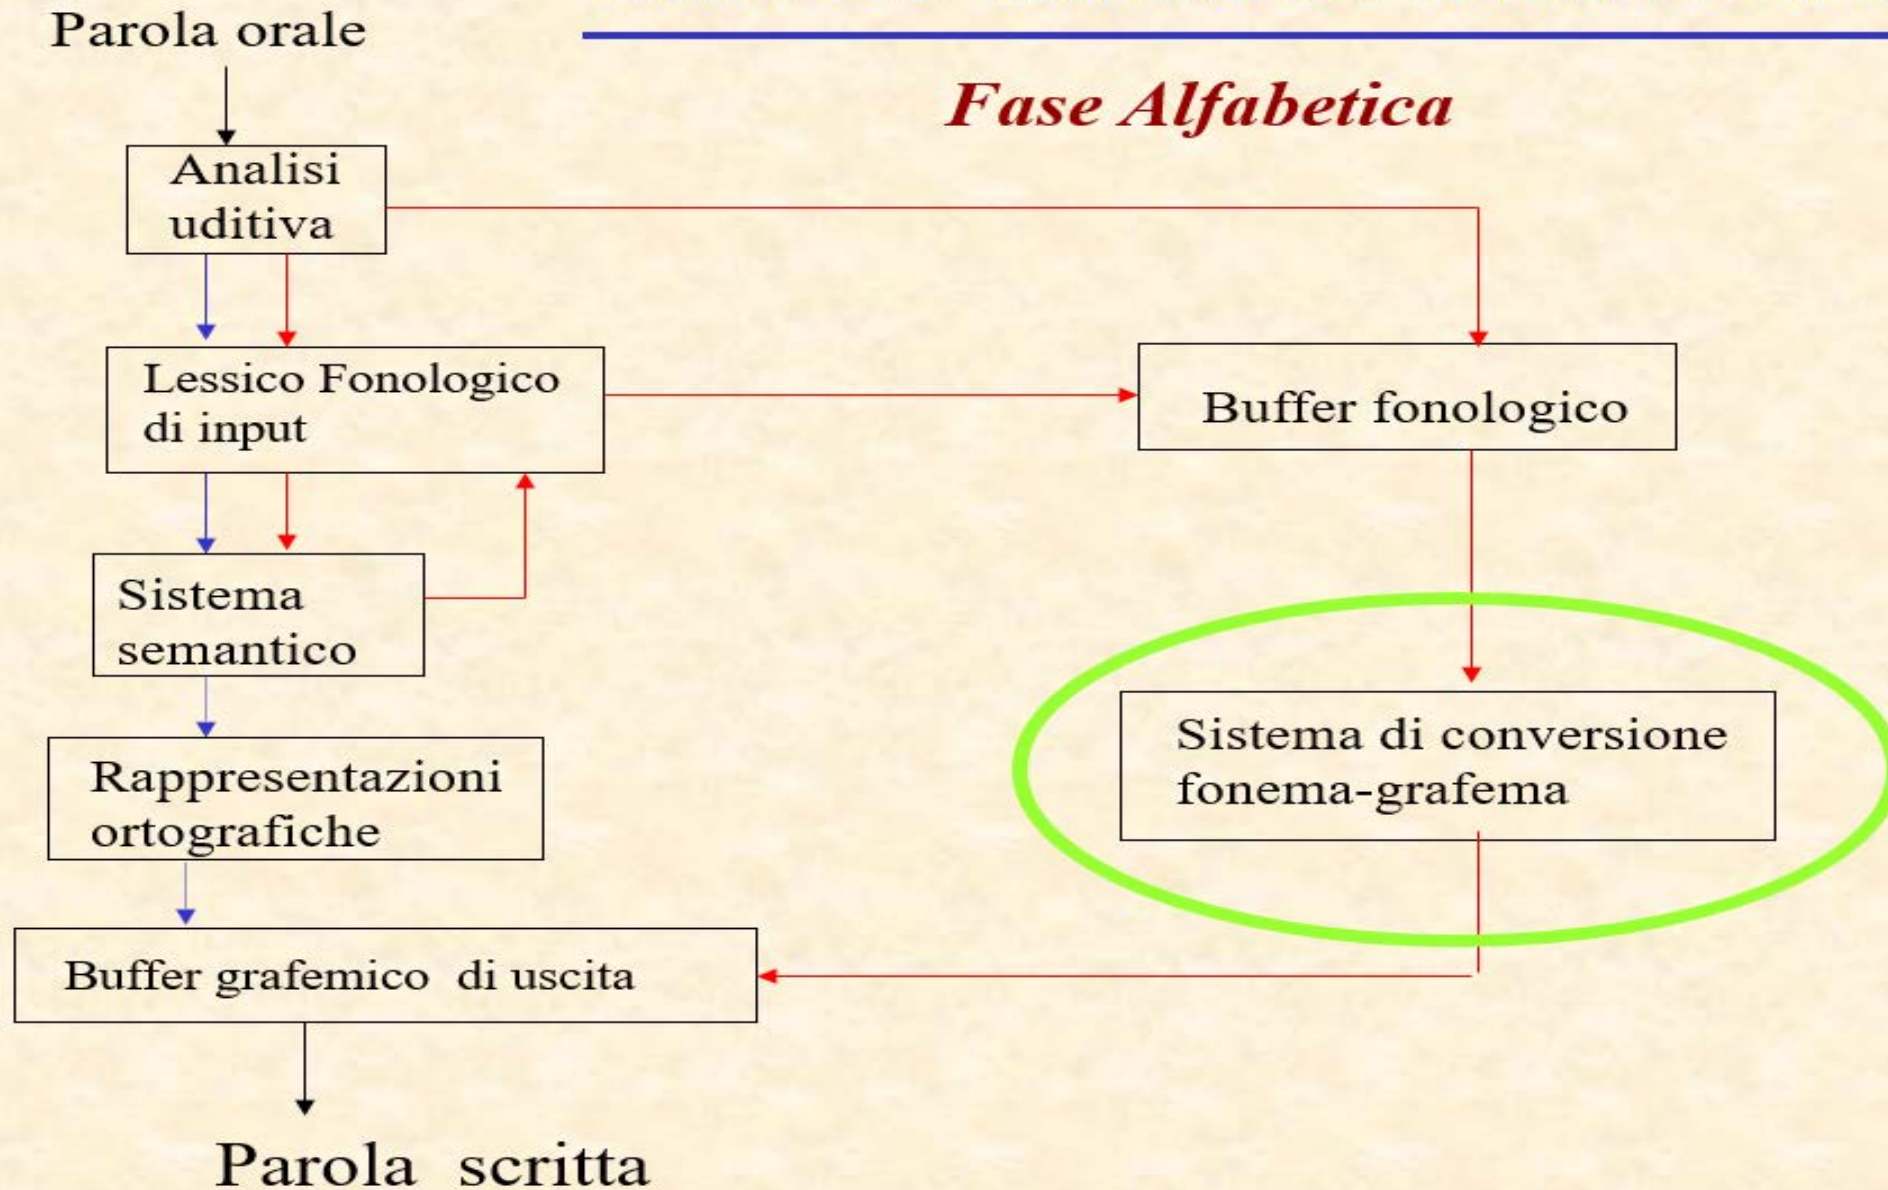 Parola orale
Fase Alfabetica
Analisi
uditiva
Lessico Fonologico
di input
Buffer fonologico
Sistema
semantico
Sistema di conversione
fonema-grafema
Rappresentazioni
ortografiche
Buffer grafemico di uscita
Parola scritta